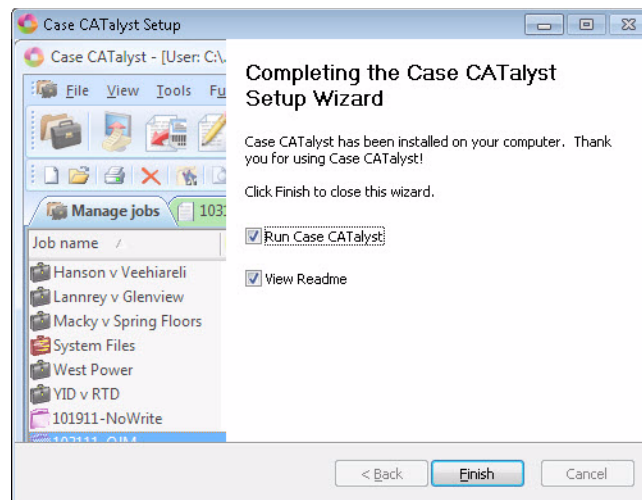 Case CATalyst Setup
Case CATalyst - [User: C:\
File View Tools Fu
Manage jobs
Job name /
Hanson v Veehiareli
Lannrey v Glenview
Macky v Spring Floors
System Files
West Power
YID v RTD
101911-NoWrite
Completing the Case CATalyst
Setup Wizard
Case CATalyst has been installed on your computer. Thank
you for using Case CATalyst!
Click Finish to close this wizard.
Run Case CATalyst
View Readme
< Back Finish Cancel